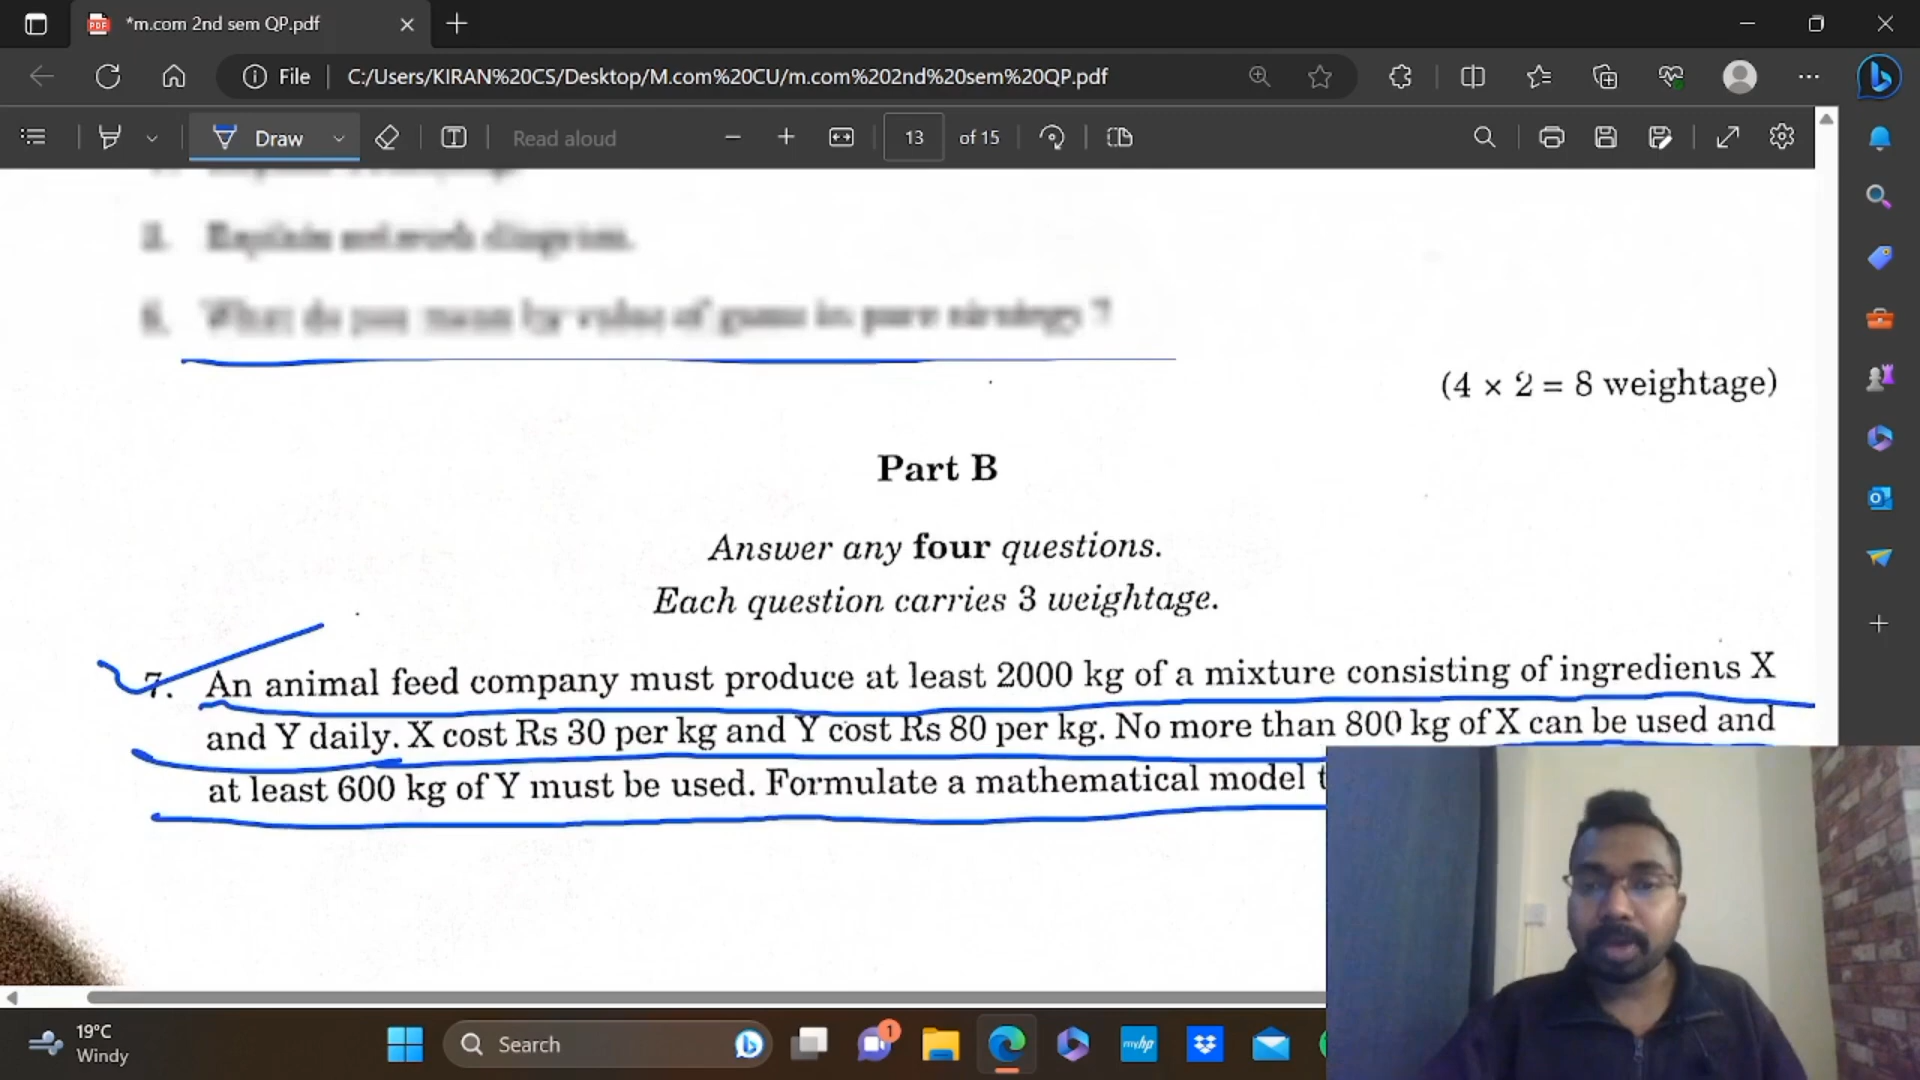 *m.com 2nd sem QP.pdf
File C:/Users/KIRAN%20CS/Desktop/M.com%20CU/m.com%202nd%20sem%20QP.pdf
Draw Read aloud 13 of 15
(4 × 2 = 8 weightage)
Part B
Answer any four questions.
Each question carries 3 weightage.
7. An animal feed company must produce at least 2000 kg of a mixture consisting of ingredients X
and Y daily. X cost Rs 30 per kg and Y cost Rs 80 per kg. No more than 800 kg of X can be used and
at least 600 kg of Y must be used. Formulate a mathematical model
19°C
Windy
Search
1
myhp